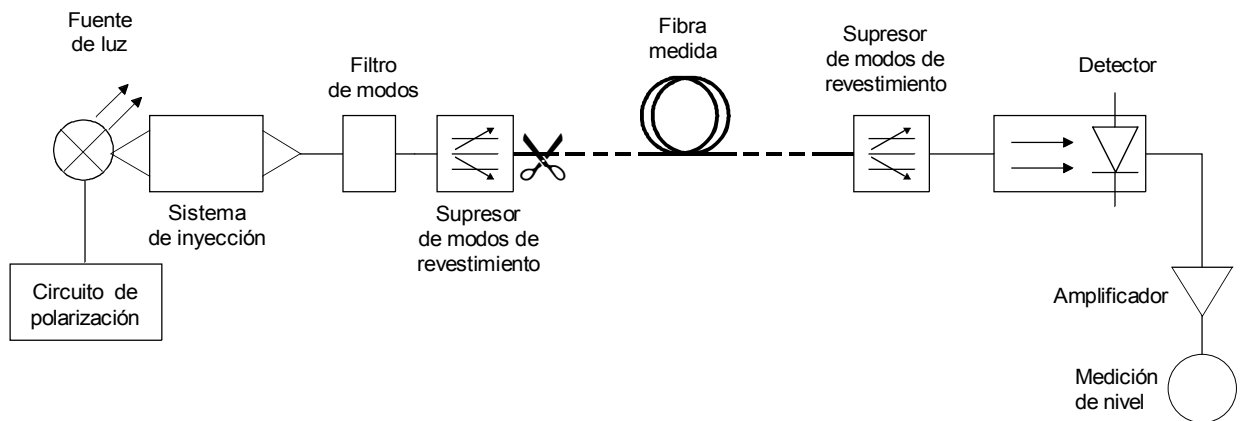 Fuente
de luz
Filtro
de modos
Fibra
medida
Supresor
de modos de
revestimiento
Detector
Sistema
de inyección
Supresor
de modos de
revestimiento
Circuito de
polarización
Amplificador
Medición
de nivel